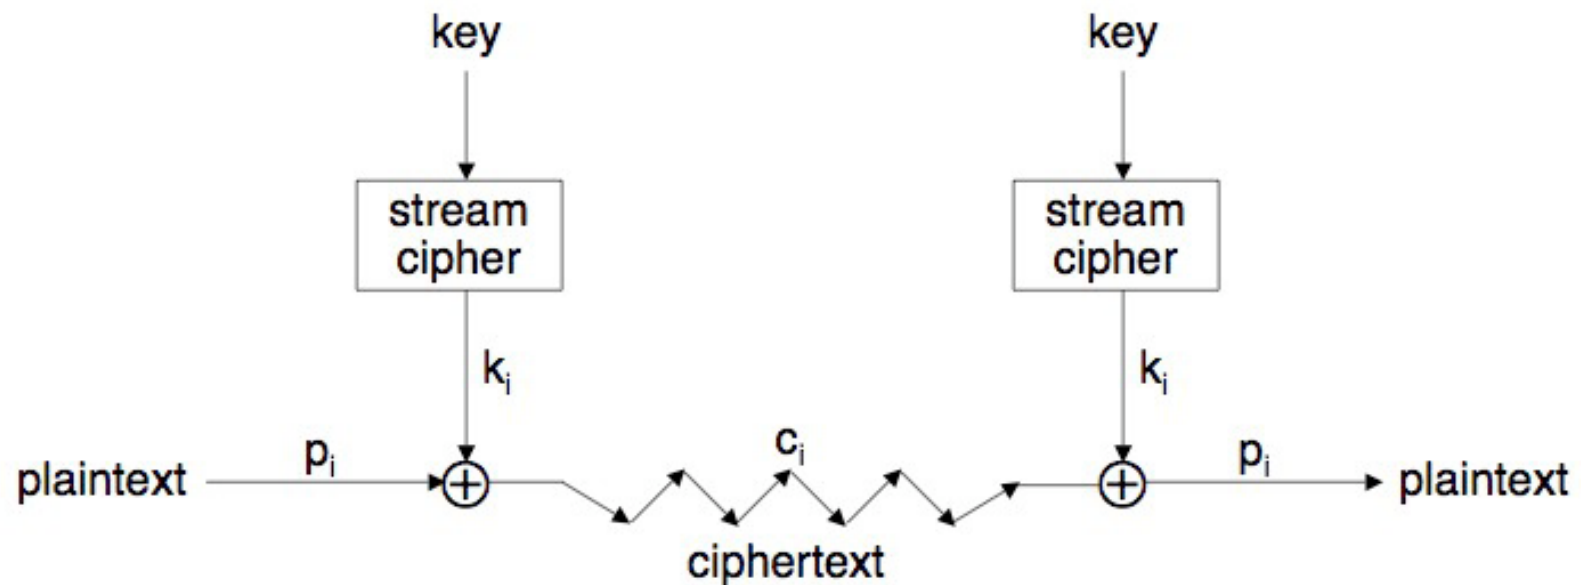 key
key
stream
cipher
stream
cipher
kᵢ
kᵢ
plaintext
pᵢ
cᵢ
pᵢ
plaintext
ciphertext